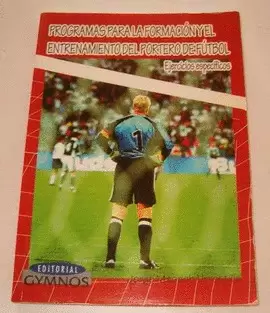 PROGRAMAS PARA LA FORMACIÓN Y EL
ENTRENAMIENTO DEL PORTERO DE FÚTBOL
Ejercicios específicos
1
EDITORIAL
GYMNOS